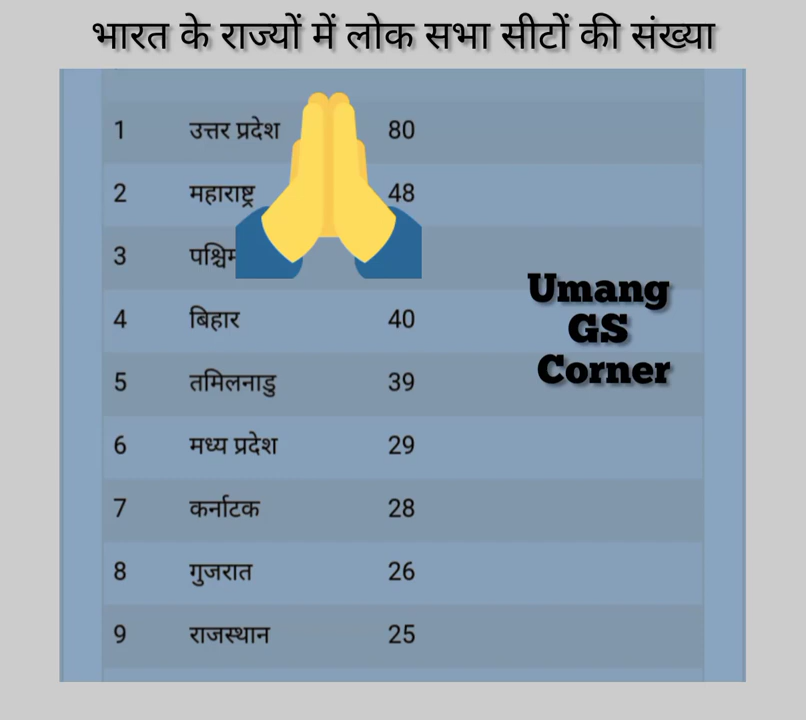 भारत के राज्यों में लोक सभा सीटों की संख्या
1 उत्तर प्रदेश 80
2 महाराष्ट्र 48
3
4 बिहार 40
5 तमिलनाडु 39
6 मध्य प्रदेश 29
7 कर्नाटक 28
8 गुजरात 26
9 राजस्थान 25
Umang
GS
Corner